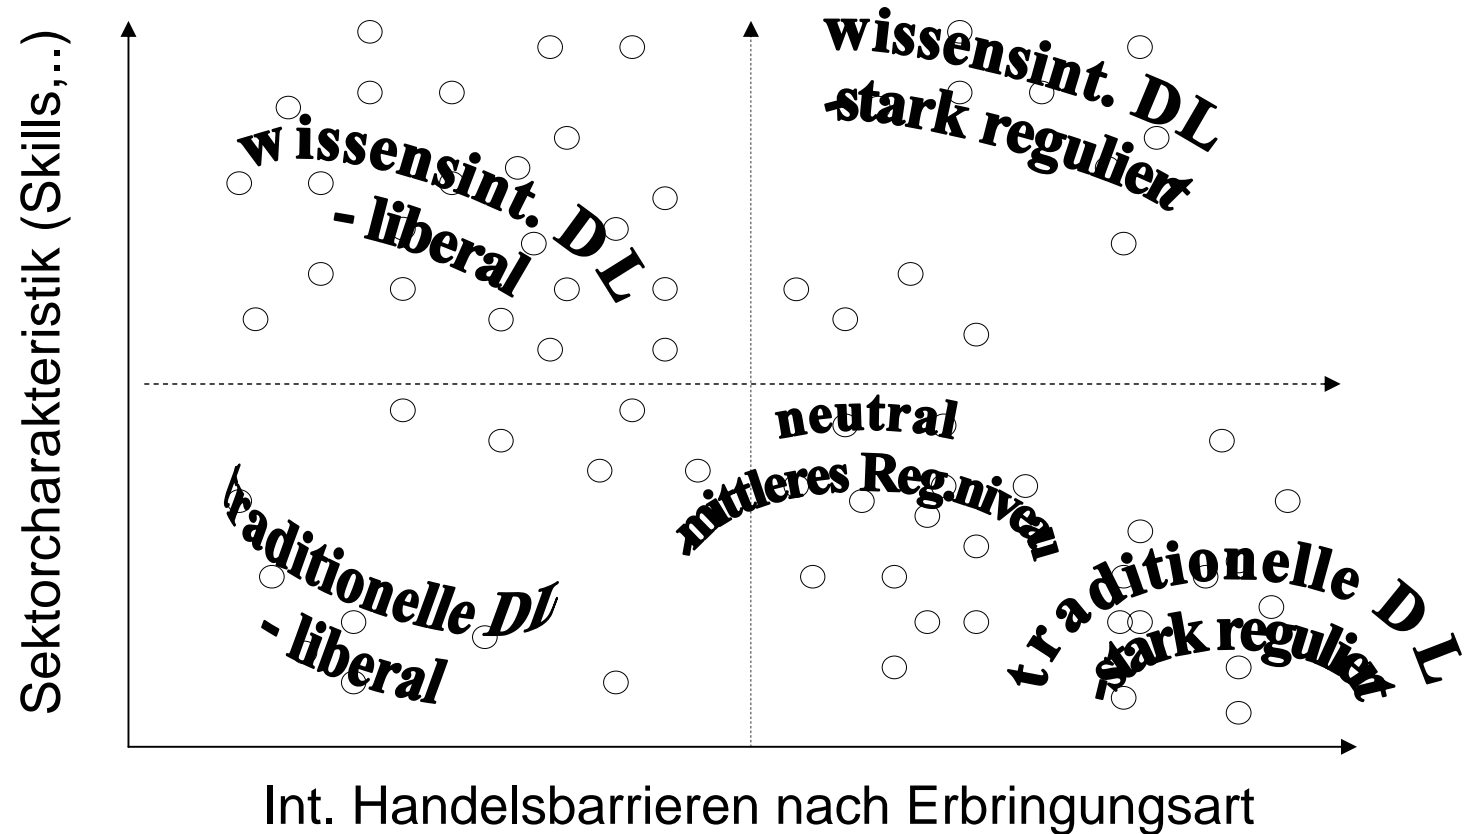 Sektorcharakteristik (Skills,..)
wissensint. DL
- liberal
wissensint. DL
-stark reguliert
neutral
mittleres Reg.niveau
traditionelle DL
- liberal
traditionelle DL
-stark reguliert
Int. Handelsbarrieren nach Erbringungsart